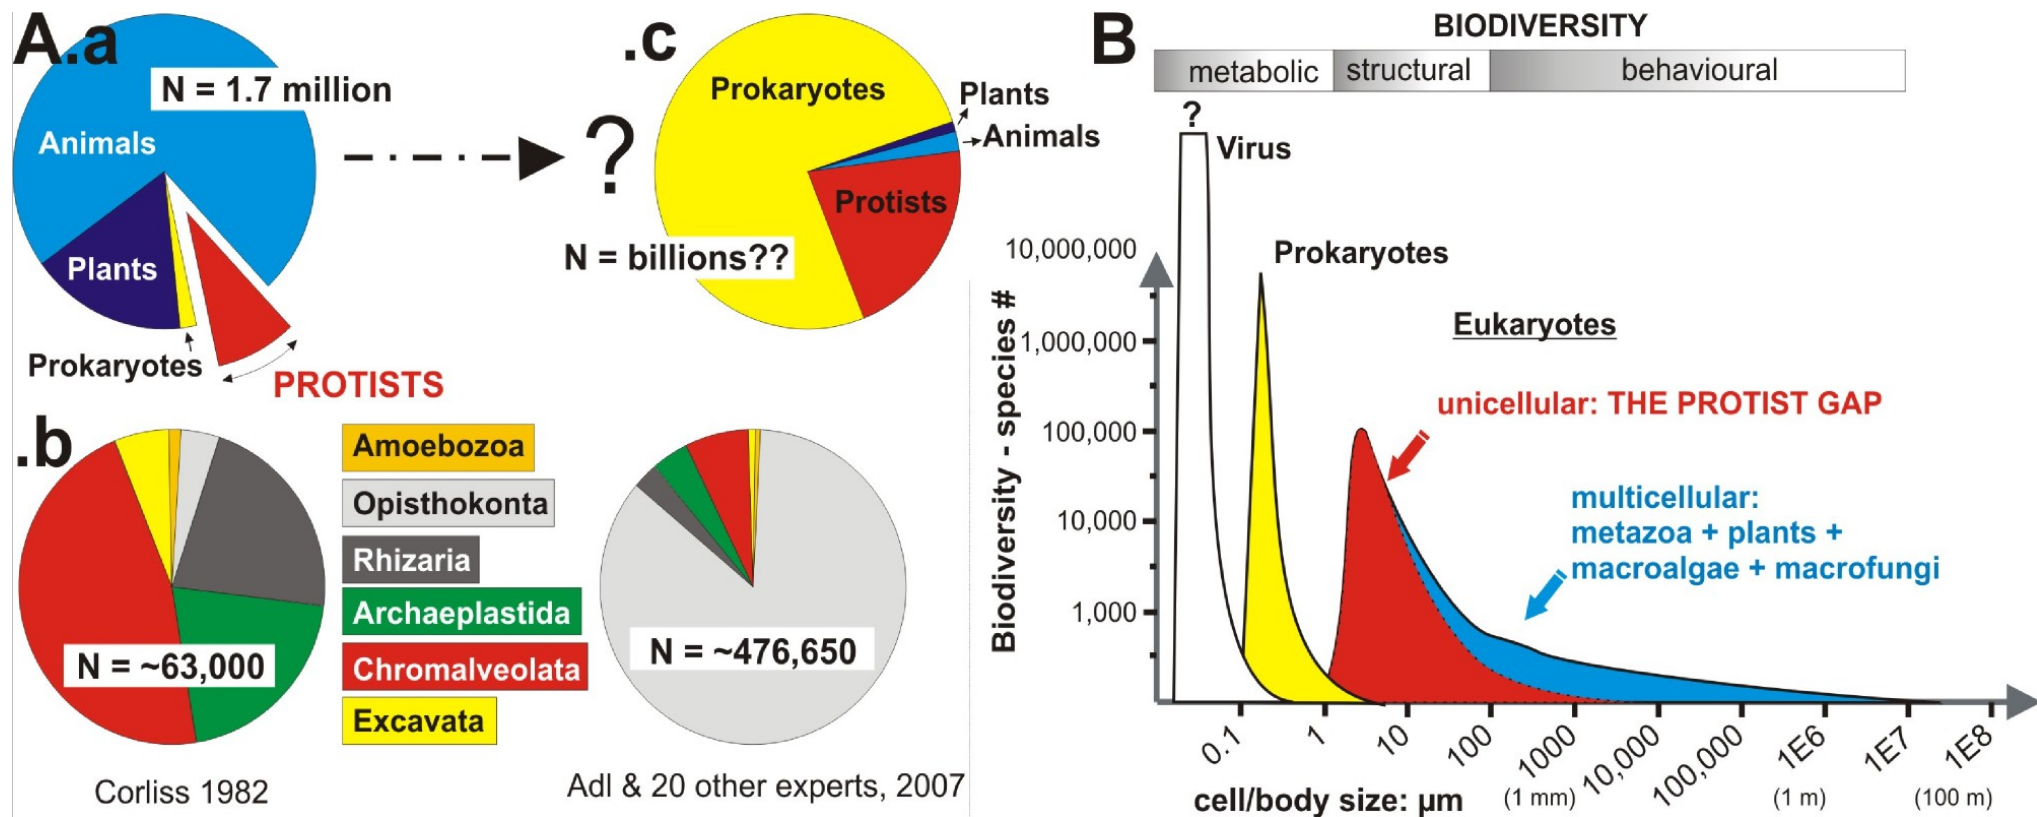 A.a
N = 1.7 million
Animals
Plants
Prokaryotes
PROTISTS
?
.c
Prokaryotes
Plants
Animals
Protists
N = billions??
.b
N = ~63,000
Corliss 1982
Amoebozoa
Opisthokonta
Rhizaria
Archaeplastida
Chromalveolata
Excavata
N = ~476,650
Adl & 20 other experts, 2007
B
BIODIVERSITY
metabolic structural behavioural
?
Virus
Prokaryotes
Eukaryotes
unicellular: THE PROTIST GAP
multicellular:
metazoa + plants +
macroalgae + macrofungi
Biodiversity - species #
10,000,000
1,000,000
100,000
10,000
1,000
0.1 1 10 100 1000 10,000 100,000 1E6 1E7 1E8
cell/body size: µm (1 mm) (1 m) (100 m)